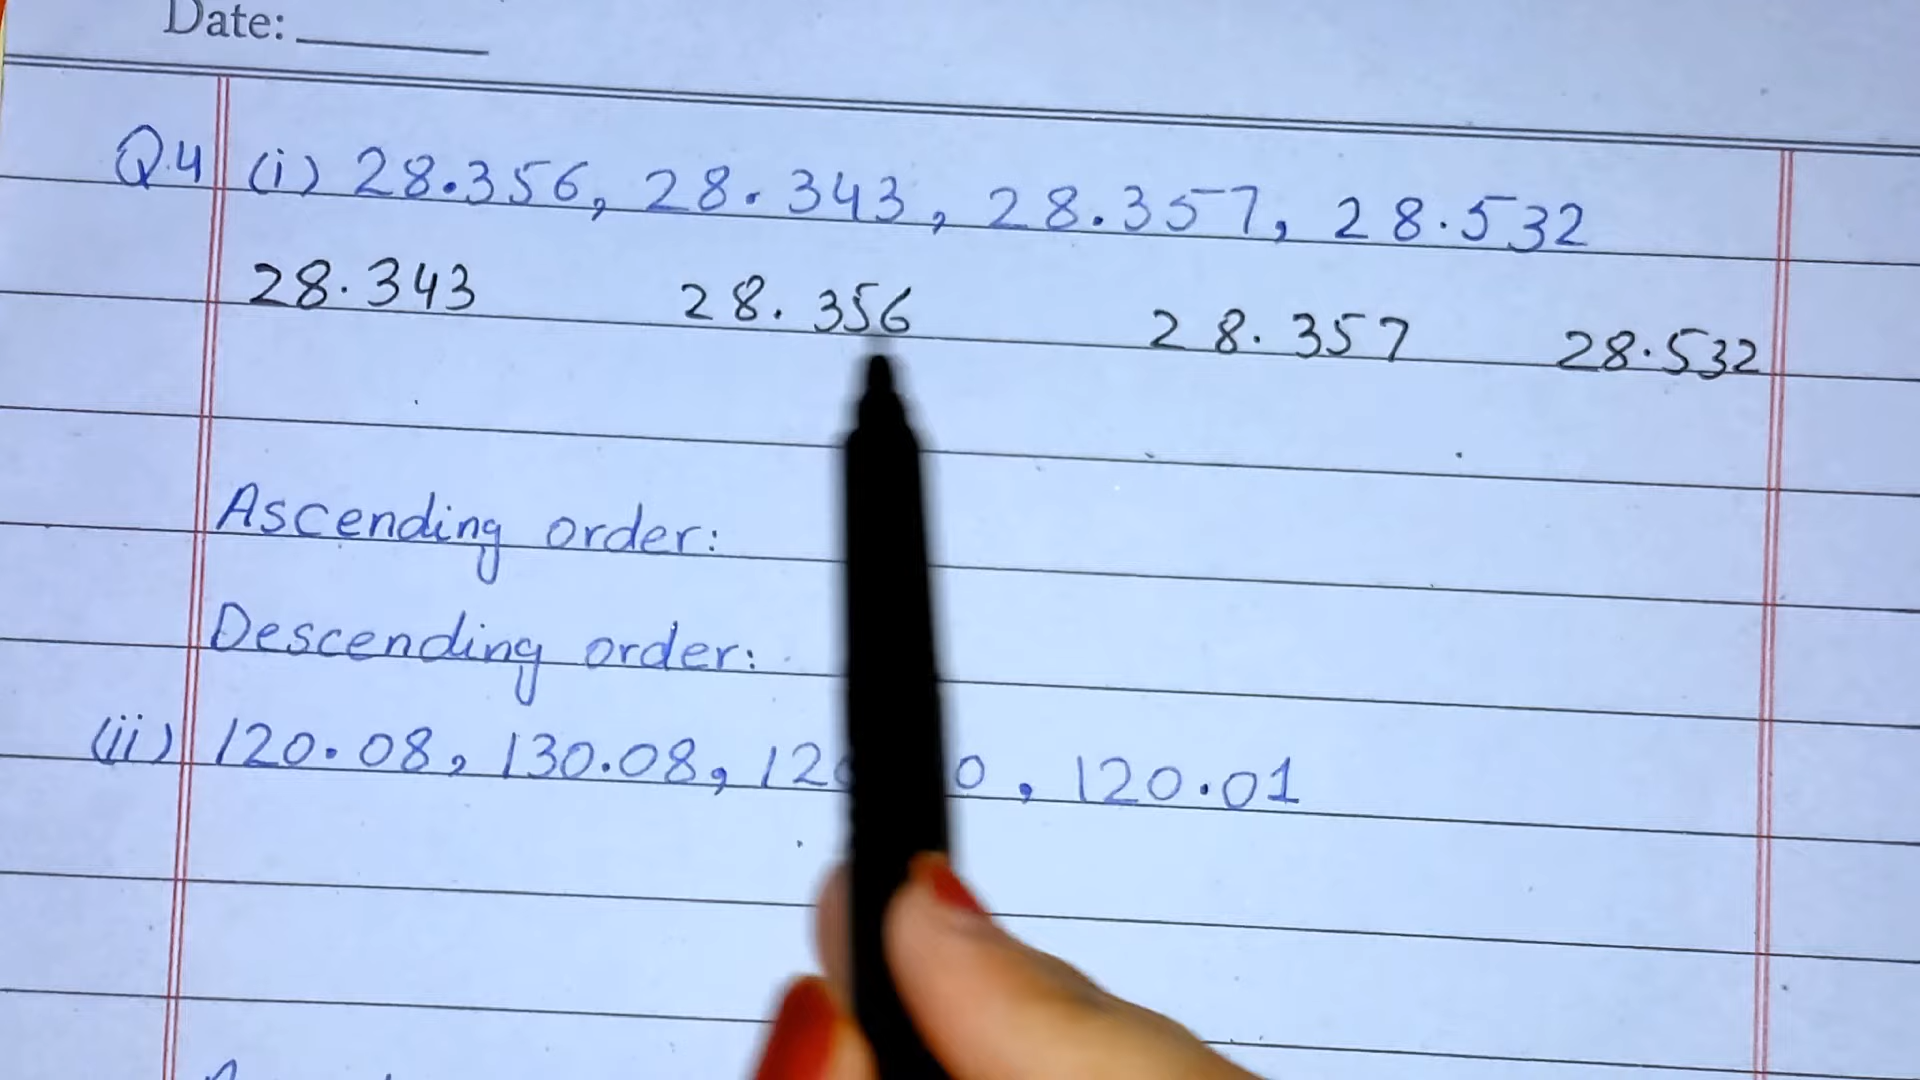 Date:
Q.4 (i) 28.356, 28.343, 28.357, 28.532
28.343 28.356 28.357 28.532
Ascending order:
Descending order:
(ii) 120.08, 130.08, 120.01